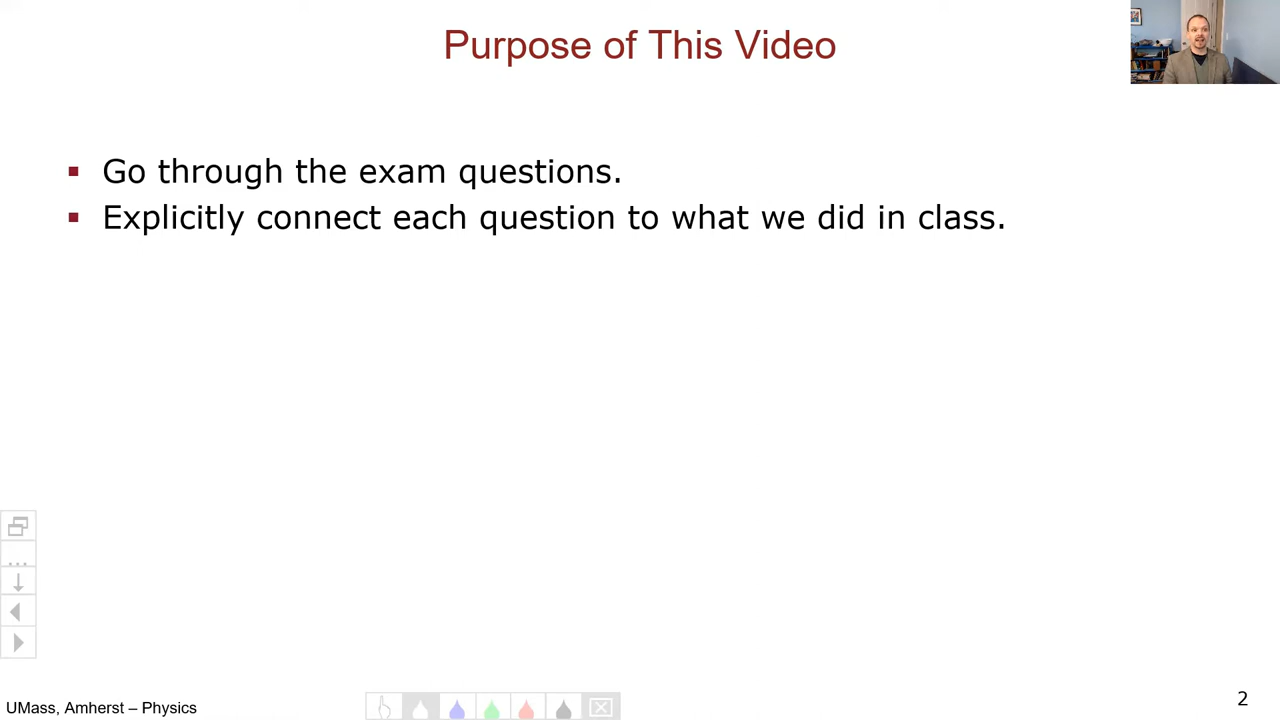 Purpose of This Video
Go through the exam questions.
Explicitly connect each question to what we did in class.
UMass, Amherst – Physics
2